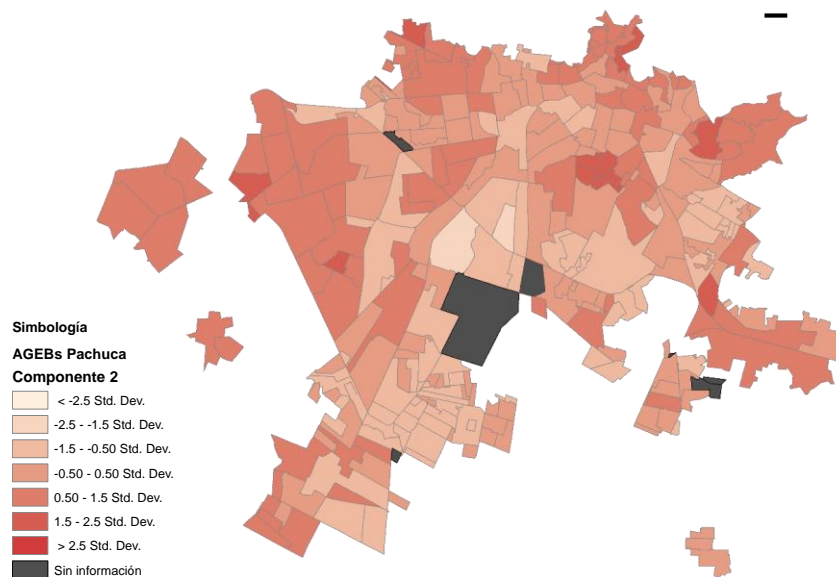 Simbología
AGEBs Pachuca
Componente 2
< -2.5 Std. Dev.
-2.5 - -1.5 Std. Dev.
-1.5 - -0.50 Std. Dev.
-0.50 - 0.50 Std. Dev.
0.50 - 1.5 Std. Dev.
1.5 - 2.5 Std. Dev.
> 2.5 Std. Dev.
Sin información